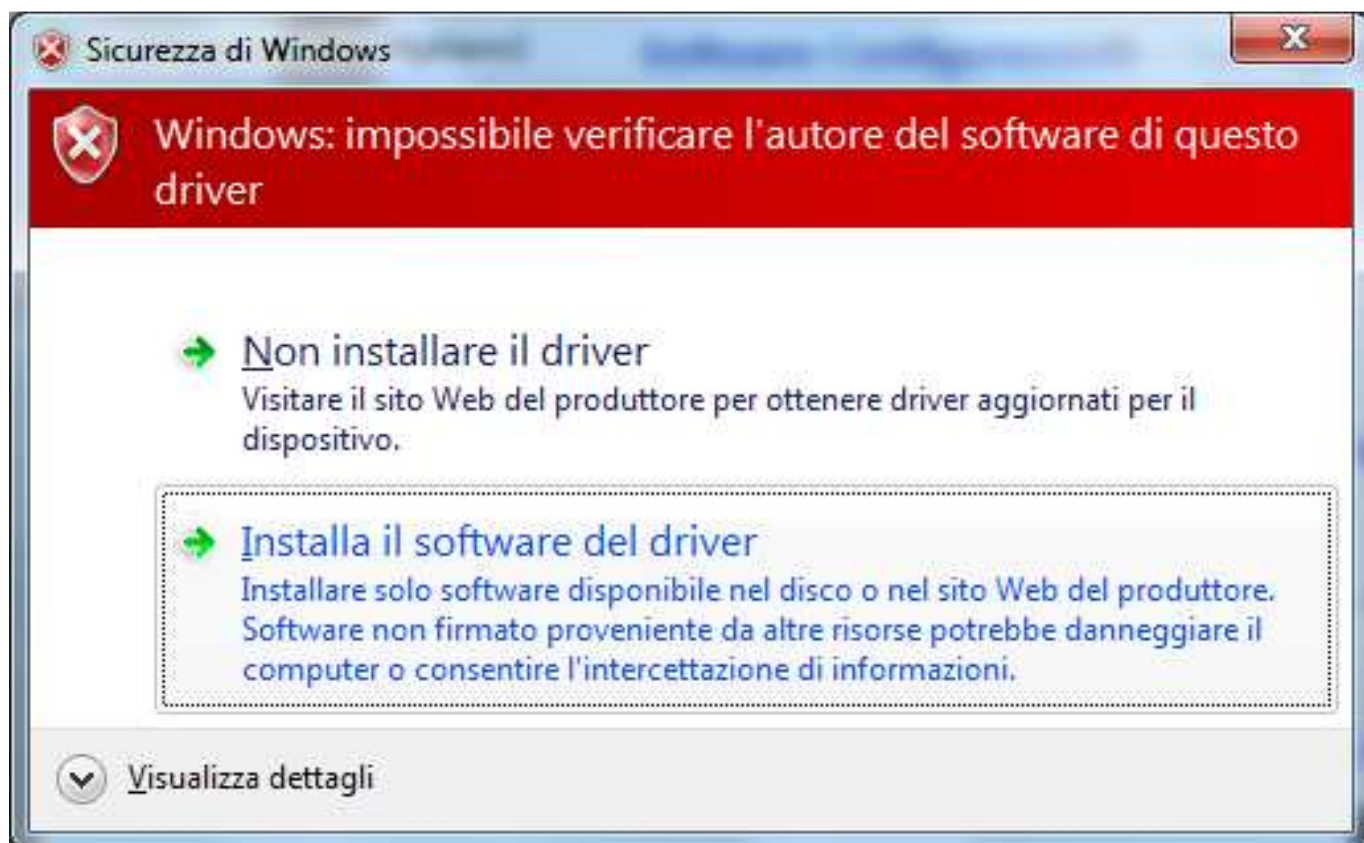 Sicurezza di Windows
Windows: impossibile verificare l'autore del software di questo
driver
Non installare il driver
Visitare il sito Web del produttore per ottenere driver aggiornati per il
dispositivo.
Installa il software del driver
Installare solo software disponibile nel disco o nel sito Web del produttore.
Software non firmato proveniente da altre risorse potrebbe danneggiare il
computer o consentire l'intercettazione di informazioni.
Visualizza dettagli